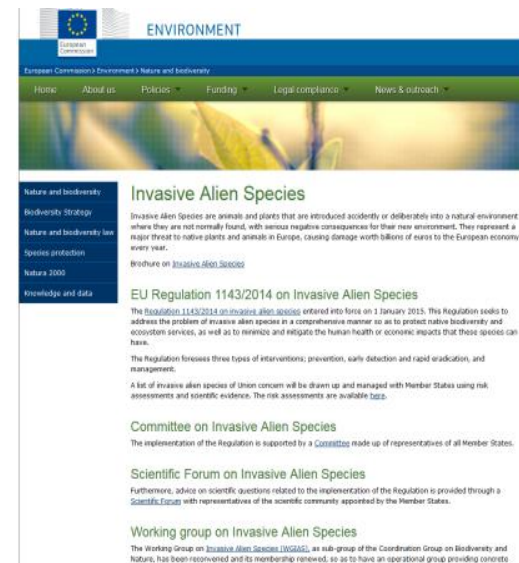 ENVIRONMENT
European
Commission
European Commission > Environment > Nature and biodiversity
Home About us Policies Funding Legal compliance News & outreach
Nature and biodiversity
Biodiversity Strategy
Nature and biodiversity law
Species protection
Natura 2000
Knowledge and data
Invasive Alien Species
Invasive Alien Species are animals and plants that are introduced accidently or deliberately into a natural environment
where they are not normally found, with serious negative consequences for their new environment. They represent a
major threat to native plants and animals in Europe, causing damage worth billions of euros to the European economy
every year.
Brochure on Invasive Alien Species
EU Regulation 1143/2014 on Invasive Alien Species
The Regulation 1143/2014 on invasive alien species entered into force on 1 January 2015. This Regulation seeks to
address the problem of invasive alien species in a comprehensive manner so as to protect native biodiversity and
ecosystem services, as well as to minimize and mitigate the human health or economic impacts that these species can
have.
The Regulation foresees three types of interventions; prevention, early detection and rapid eradication, and
management.
A list of invasive alien species of Union concern will be drawn up and managed with Member States using risk
assessments and scientific evidence. The risk assessments are available here.
Committee on Invasive Alien Species
The implementation of the Regulation is supported by a Committee made up of representatives of all Member States.
Scientific Forum on Invasive Alien Species
Furthermore, advice on scientific questions related to the implementation of the Regulation is provided through a
Scientific Forum with representatives of the scientific community appointed by the Member States.
Working group on Invasive Alien Species
The Working Group on Invasive Alien Species (WGIAS), as sub-group of the Coordination Group on Biodiversity and
Nature, has been reconvened and its membership renewed, so as to have an operational group providing concrete